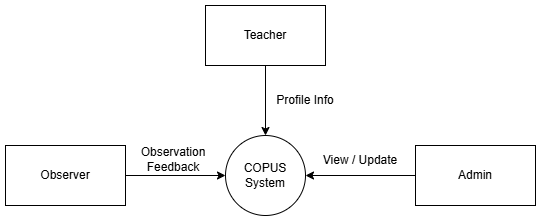 Teacher
Profile Info
Observation
Feedback
View / Update
Observer
COPUS
System
Admin